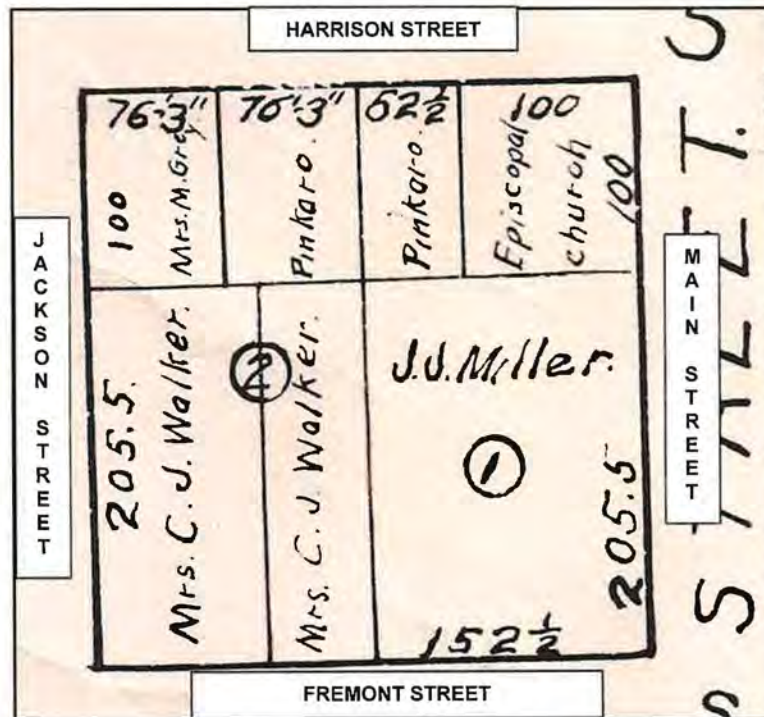 HARRISON STREET
76'-3"
76'-3"
52½
100
100
Mrs. M. Grey
Pinkaro.
Pinkaro.
Episcopal
church
100
JACKSON STREET
MAIN STREET
205.5.
Mrs. C. J. Walker.
2
Mrs. C. J. Walker.
J.J. Miller.
1
205.5
152½
FREMONT STREET